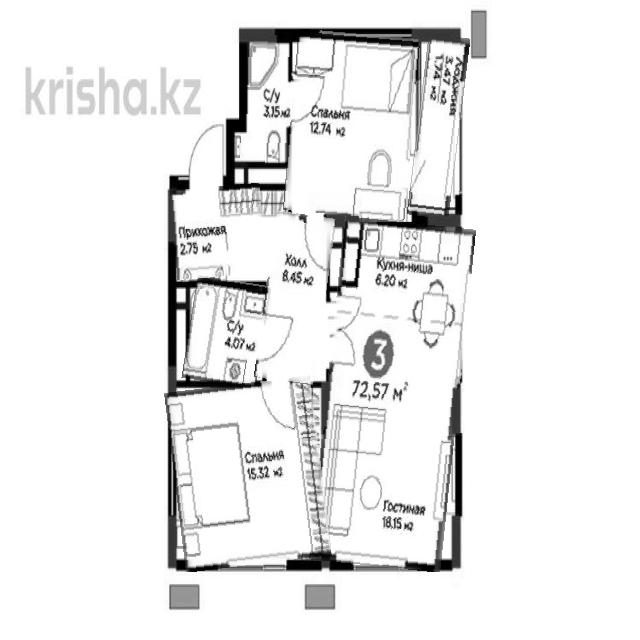 krisha.kz
С/у
3.15 м2
Спальня
12.74 м2
Лоджия
3.47 м2
1.74 м2
Прихожая
2.75 м2
Холл
8.45 м2
Кухня-ниша
6.20 м2
С/у
4.07 м2
3
72,57 м²
Спальня
15.32 м2
Гостиная
18.15 м2